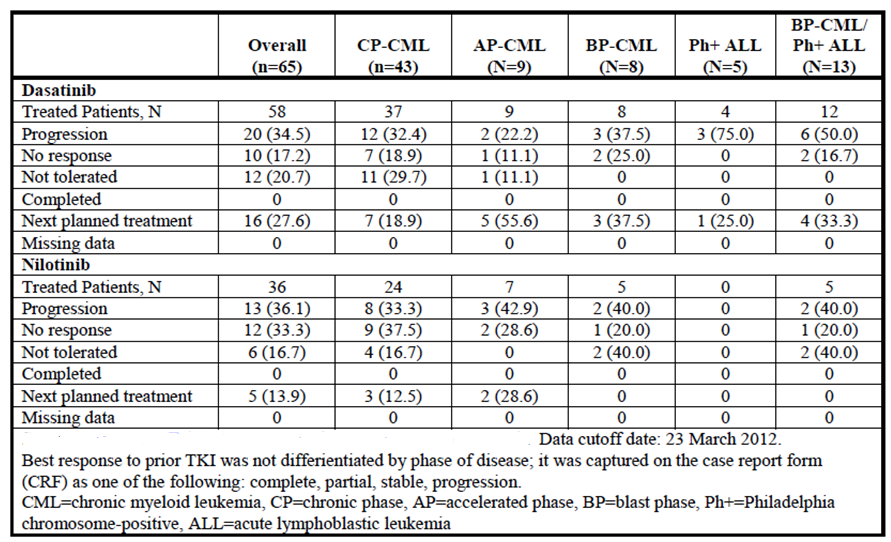 Overall (n=65) CP-CML (n=43) AP-CML (N=9) BP-CML (N=8) Ph+ ALL (N=5) BP-CML/ Ph+ ALL (N=13)
Dasatinib
Treated Patients, N 58 37 9 8 4 12
Progression 20 (34.5) 12 (32.4) 2 (22.2) 3 (37.5) 3 (75.0) 6 (50.0)
No response 10 (17.2) 7 (18.9) 1 (11.1) 2 (25.0) 0 2 (16.7)
Not tolerated 12 (20.7) 11 (29.7) 1 (11.1) 0 0 0
Completed 0 0 0 0 0 0
Next planned treatment 16 (27.6) 7 (18.9) 5 (55.6) 3 (37.5) 1 (25.0) 4 (33.3)
Missing data 0 0 0 0 0 0
Nilotinib
Treated Patients, N 36 24 7 5 0 5
Progression 13 (36.1) 8 (33.3) 3 (42.9) 2 (40.0) 0 2 (40.0)
No response 12 (33.3) 9 (37.5) 2 (28.6) 1 (20.0) 0 1 (20.0)
Not tolerated 6 (16.7) 4 (16.7) 0 2 (40.0) 0 2 (40.0)
Completed 0 0 0 0 0 0
Next planned treatment 5 (13.9) 3 (12.5) 2 (28.6) 0 0 0
Missing data 0 0 0 0 0 0
Data cutoff date: 23 March 2012.
Best response to prior TKI was not differientiated by phase of disease; it was captured on the case report form
(CRF) as one of the following: complete, partial, stable, progression.
CML=chronic myeloid leukemia, CP=chronic phase, AP=accelerated phase, BP=blast phase, Ph+=Philadelphia
chromosome-positive, ALL=acute lymphoblastic leukemia